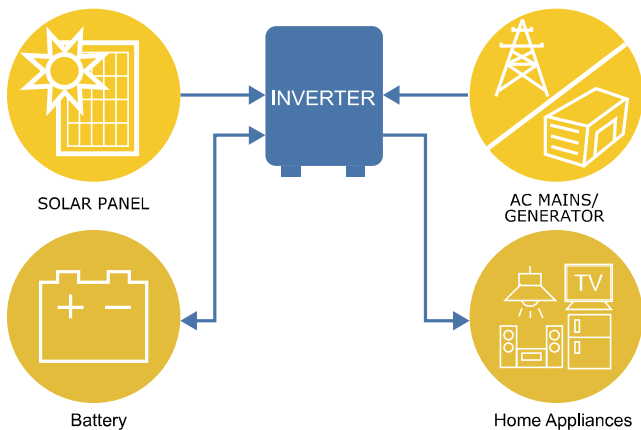 INVERTER
SOLAR PANEL
AC MAINS/
GENERATOR
+ −
TV
Battery
Home Appliances